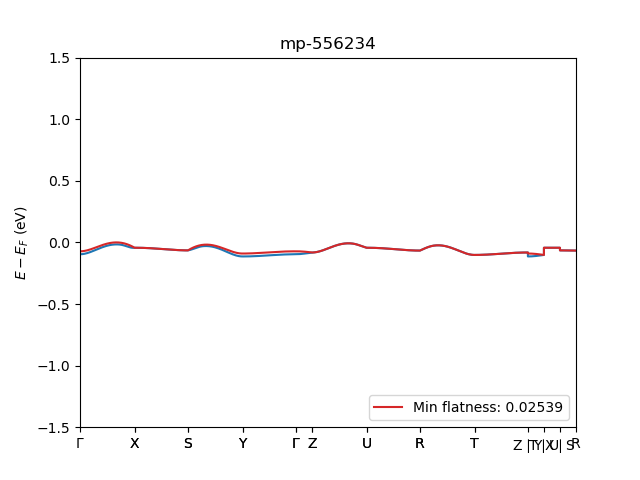 mp-556234
1.5
1.0
0.5
0.0
−0.5
−1.0
−1.5
E − E_F (eV)
Min flatness: 0.02539
Γ X S Y Γ Z U R T Z | T Y | X U | S R